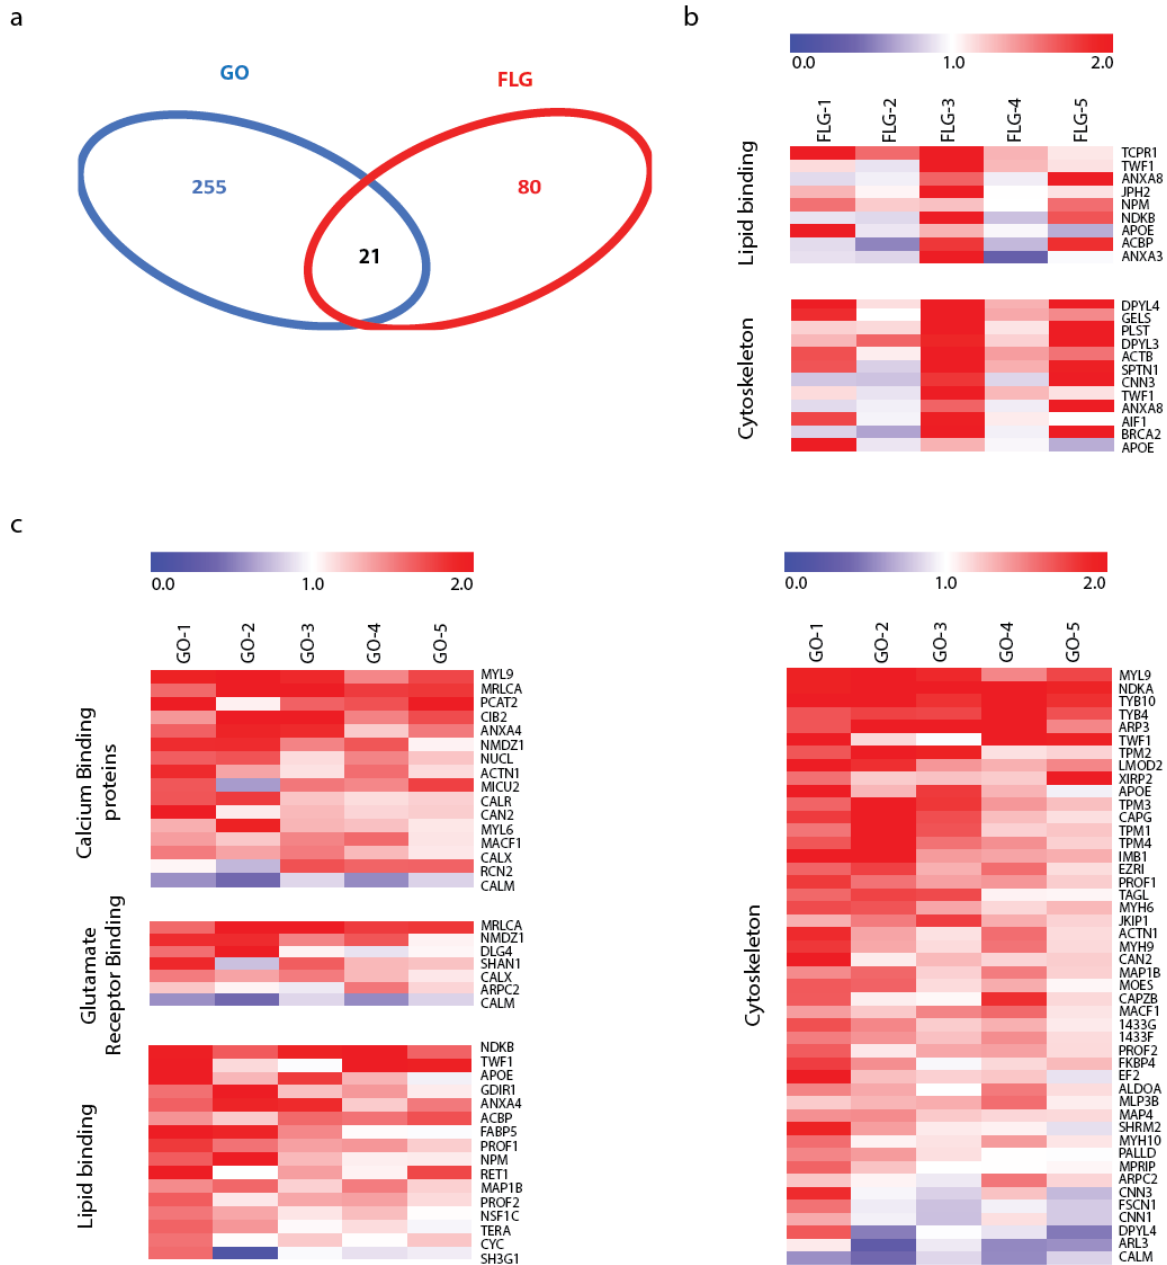 a
GO
FLG
255
80
21
b
0.0 1.0 2.0
FLG-1 FLG-2 FLG-3 FLG-4 FLG-5
Lipid binding
TCPR1
TWF1
ANXA8
JPH2
NPM
NDKB
APOE
ACBP
ANXA3
Cytoskeleton
DPYL4
GELS
PLST
DPYL3
ACTB
SPTN1
CNN3
TWF1
ANXA8
AIF1
BRCA2
APOE
c
0.0 1.0 2.0
GO-1 GO-2 GO-3 GO-4 GO-5
Calcium Binding
proteins
MYL9
MRLCA
PCAT2
CIB2
ANXA4
NMDZ1
NUCL
ACTN1
MICU2
CALR
CAN2
MYL6
MACF1
CALX
RCN2
CALM
Glutamate
Receptor Binding
MRLCA
NMDZ1
DLG4
SHAN1
CALX
ARPC2
CALM
Lipid binding
NDKB
TWF1
APOE
GDIR1
ANXA4
ACBP
FABP5
PROF1
NPM
RET1
MAP1B
PROF2
NSF1C
TERA
CYC
SH3G1
0.0 1.0 2.0
GO-1 GO-2 GO-3 GO-4 GO-5
Cytoskeleton
MYL9
NDKA
TYB10
TYB4
ARP3
TWF1
TPM2
LMOD2
XIRP2
APOE
TPM3
CAPG
TPM1
TPM4
IMB1
EZRI
PROF1
TAGL
MYH6
JKIP1
ACTN1
MYH9
CAN2
MAP1B
MOES
CAPZB
MACF1
1433G
1433F
PROF2
FKBP4
EF2
ALDOA
MLP3B
MAP4
SHRM2
MYH10
PALLD
MPRIP
ARPC2
CNN3
FSCN1
CNN1
DPYL4
ARL3
CALM